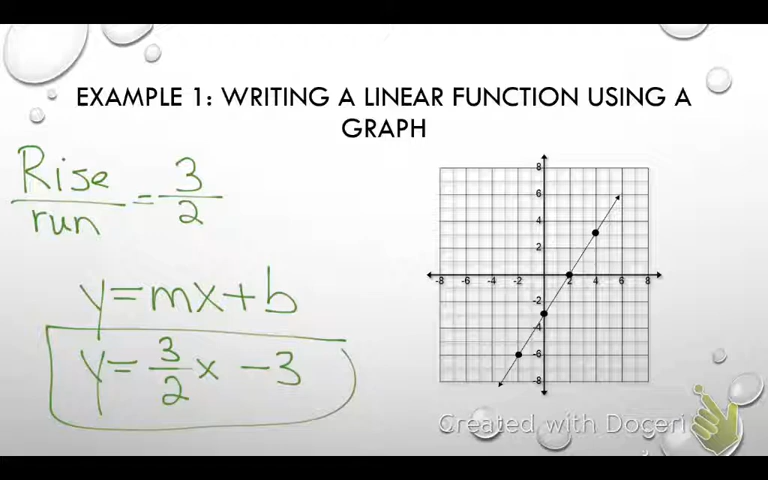 EXAMPLE 1: WRITING A LINEAR FUNCTION USING A
GRAPH
Rise
run
= 3
2
y=mx+b
y= 3
2
x -3
8
6
4
2
-8 -6 -4 -2 2 4 6 8
-2
-4
-6
-8
Created with Doceri